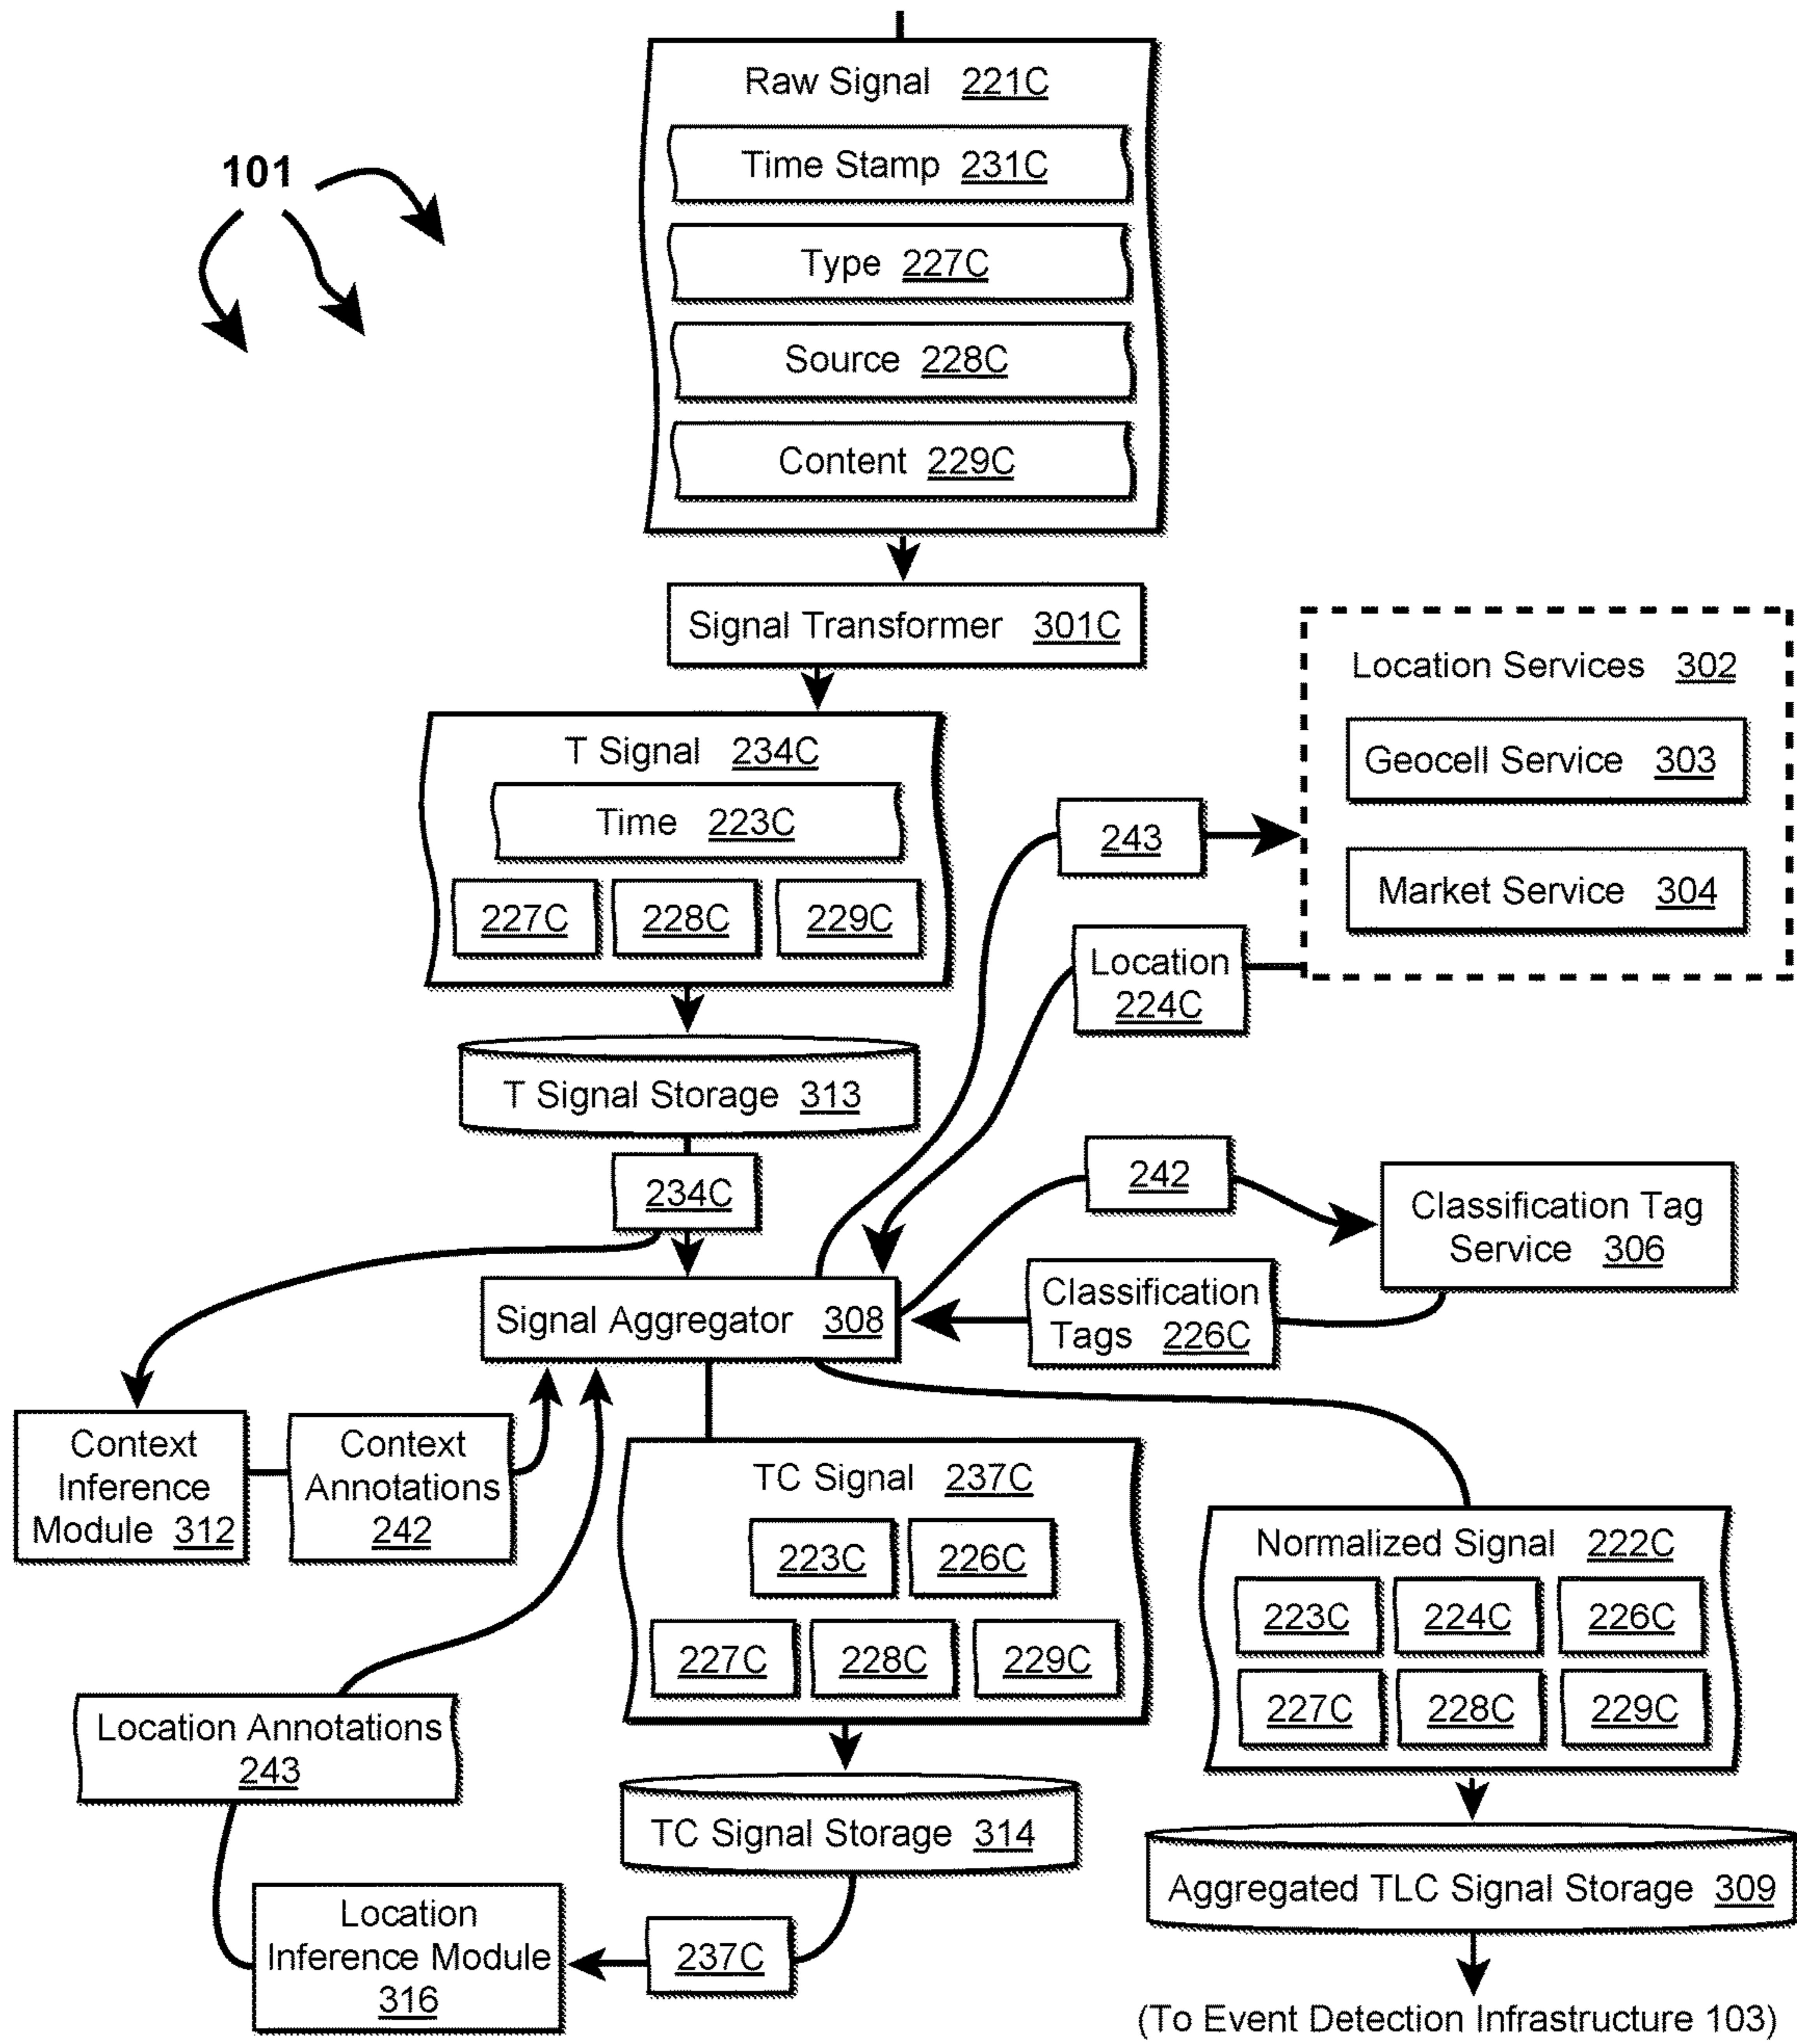 Raw Signal 221C
101
Time Stamp 231C
Type 227C
Source 228C
Content 229C
Signal Transformer 301C
Location Services 302
Geocell Service 303
Market Service 304
T Signal 234C
Time 223C
227C 228C 229C
243
Location
224C
T Signal Storage 313
234C
242
Classification Tag
Service 306
Signal Aggregator 308
Classification
Tags 226C
Context
Inference
Module 312
Context
Annotations
242
TC Signal 237C
223C 226C
227C 228C 229C
Normalized Signal 222C
223C 224C 226C
227C 228C 229C
Location Annotations
243
TC Signal Storage 314
Aggregated TLC Signal Storage 309
Location
Inference Module
316
237C
(To Event Detection Infrastructure 103)